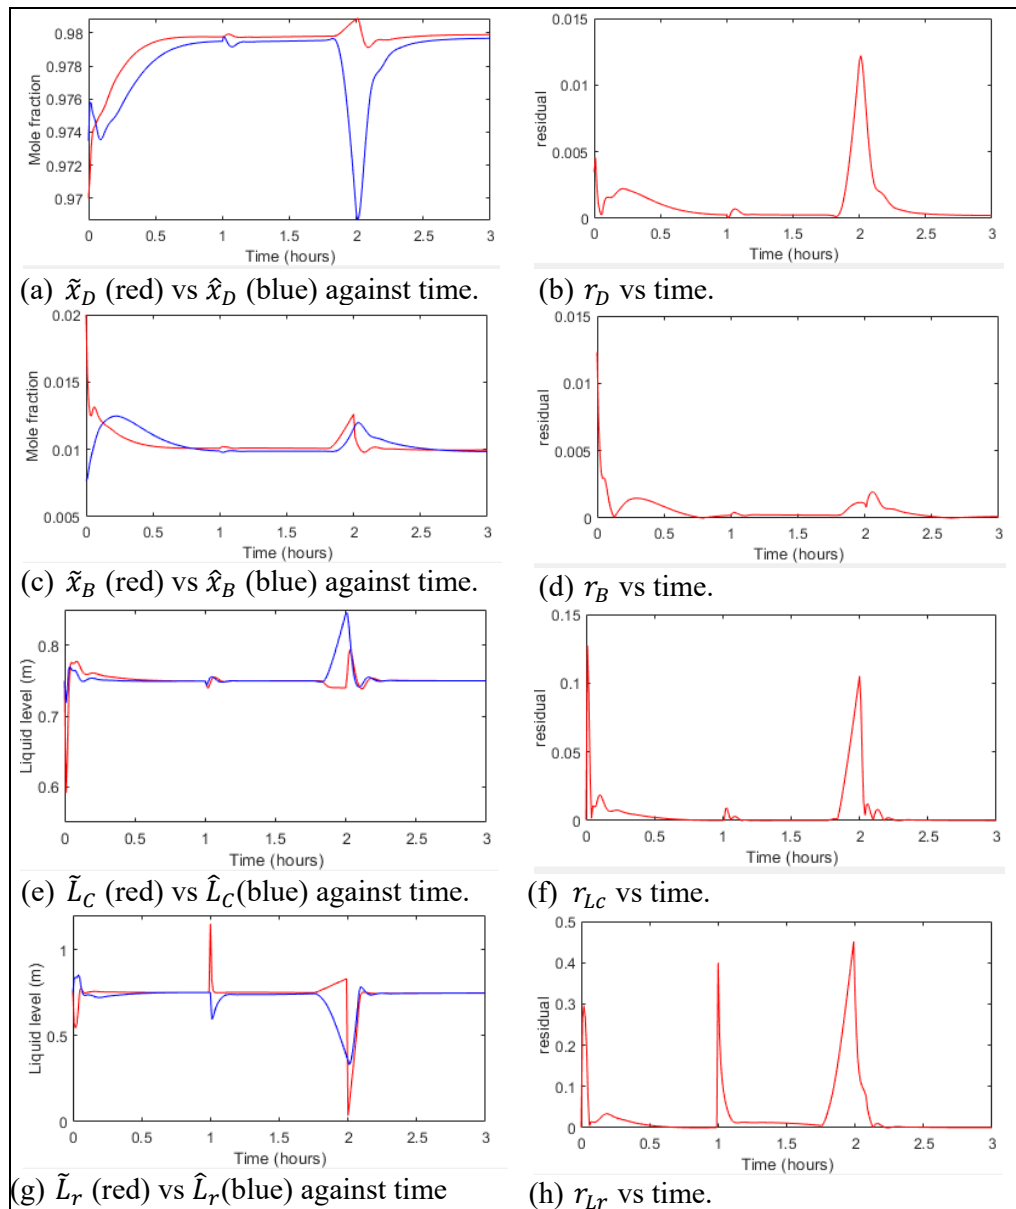 0.98
0.978
0.976
0.974
0.972
0.97
Mole fraction
0 0.5 1 1.5 2 2.5 3
Time (hours)
(a) x̃_D (red) vs x̂_D (blue) against time.
0.015
0.01
0.005
0
residual
0 0.5 1 1.5 2 2.5 3
Time (hours)
(b) r_D vs time.
0.02
0.015
0.01
0.005
Mole fraction
0 0.5 1 1.5 2 2.5 3
Time (hours)
(c) x̃_B (red) vs x̂_B (blue) against time.
0.015
0.01
0.005
0
residual
0 0.5 1 1.5 2 2.5 3
Time (hours)
(d) r_B vs time.
0.8
0.7
0.6
Liquid level (m)
0 0.5 1 1.5 2 2.5 3
Time (hours)
(e) L̃_C (red) vs L̂_C(blue) against time.
0.15
0.1
0.05
0
residual
0 0.5 1 1.5 2 2.5 3
Time (hours)
(f) r_Lc vs time.
1
0.5
0
Liquid level (m)
0 0.5 1 1.5 2 2.5 3
Time (hours)
(g) L̃_r (red) vs L̂_r(blue) against time
0.5
0.4
0.3
0.2
0.1
0
residual
0 0.5 1 1.5 2 2.5 3
Time (hours)
(h) r_Lr vs time.